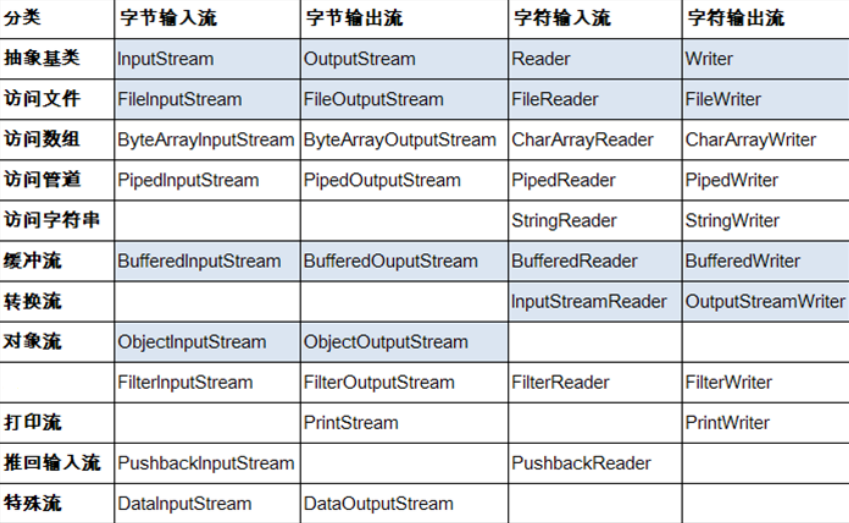 分类 字节输入流 字节输出流 字符输入流 字符输出流
抽象基类 InputStream OutputStream Reader Writer
访问文件 FileInputStream FileOutputStream FileReader FileWriter
访问数组 ByteArrayInputStream ByteArrayOutputStream CharArrayReader CharArrayWriter
访问管道 PipedInputStream PipedOutputStream PipedReader PipedWriter
访问字符串 StringReader StringWriter
缓冲流 BufferedInputStream BufferedOuputStream BufferedReader BufferedWriter
转换流 InputStreamReader OutputStreamWriter
对象流 ObjectInputStream ObjectOutputStream
FilterInputStream FilterOutputStream FilterReader FilterWriter
打印流 PrintStream PrintWriter
推回输入流 PushbackInputStream PushbackReader
特殊流 DataInputStream DataOutputStream